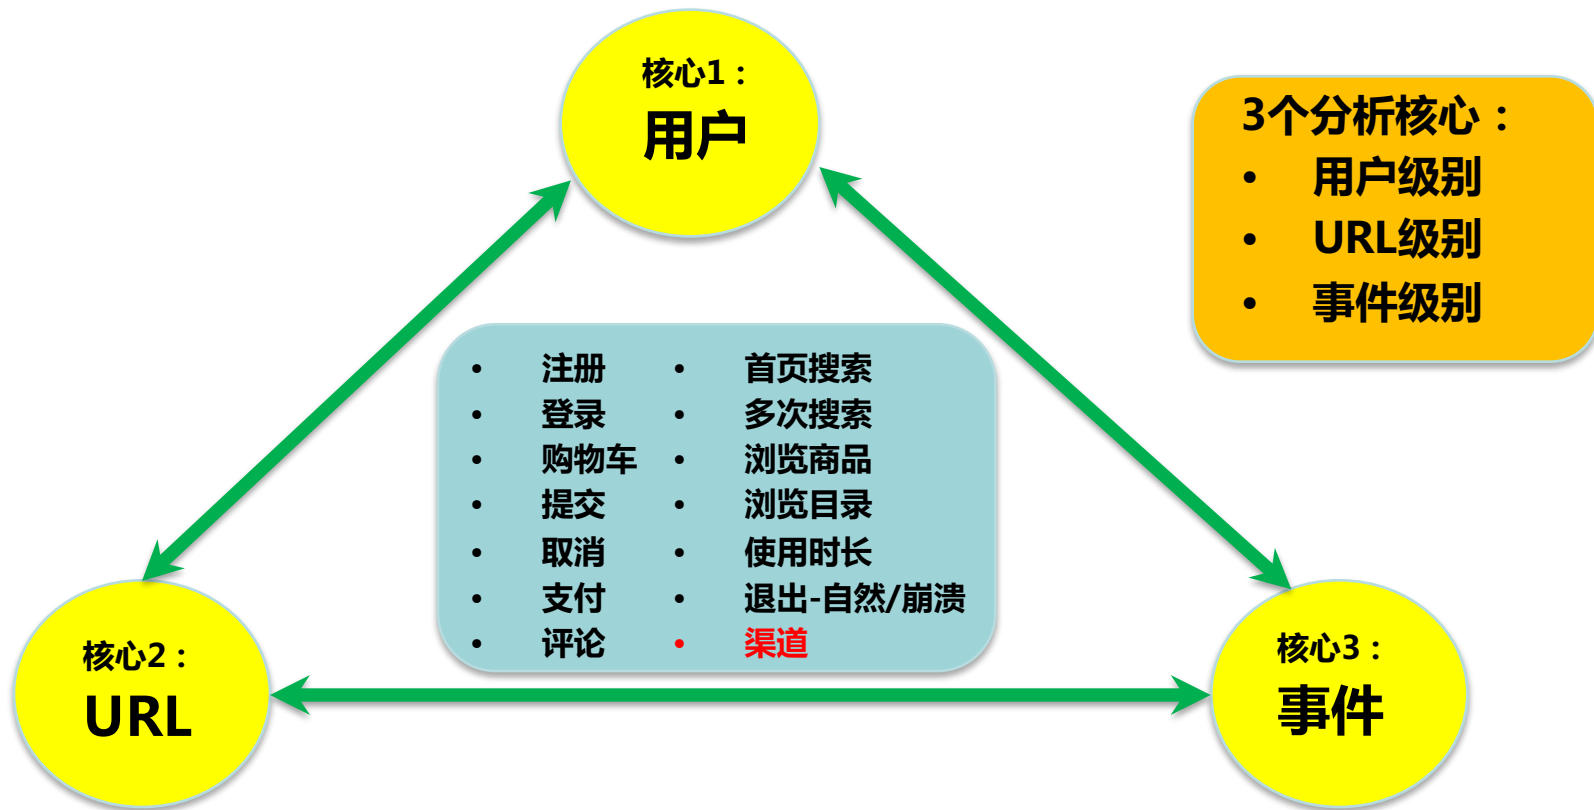 核心1：
用户
3个分析核心：
• 用户级别
• URL级别
• 事件级别
• 注册
• 登录
• 购物车
• 提交
• 取消
• 支付
• 评论
• 首页搜索
• 多次搜索
• 浏览商品
• 浏览目录
• 使用时长
• 退出-自然/崩溃
• 渠道
核心2：
URL
核心3：
事件